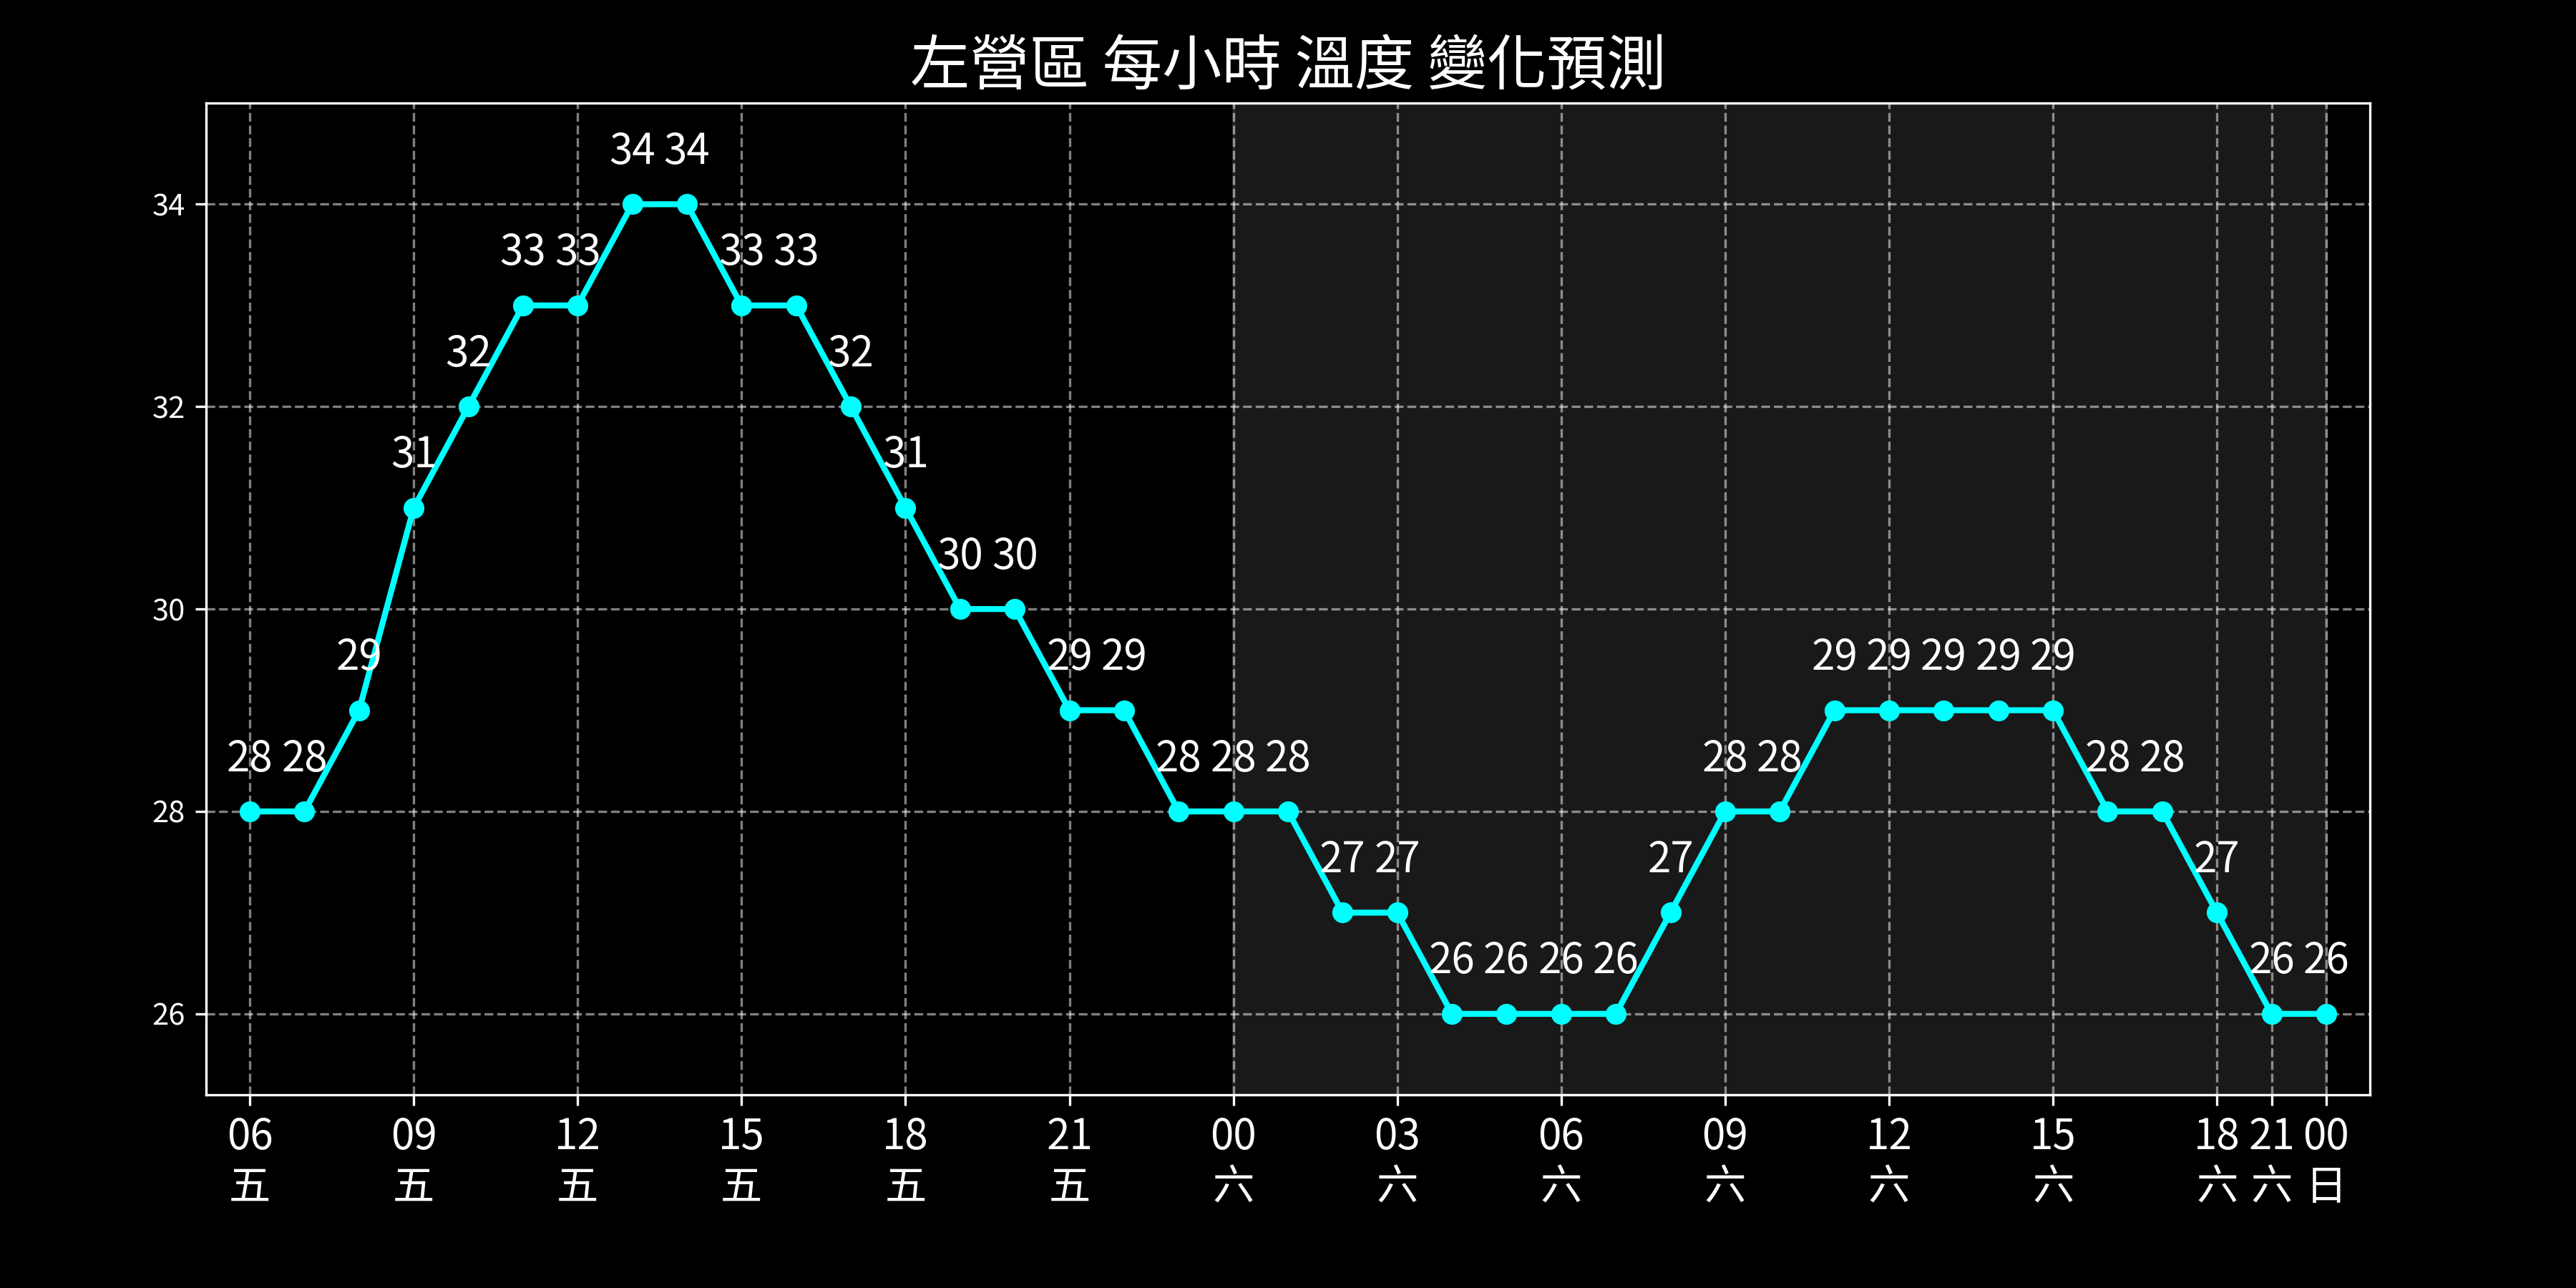 左營區 每小時 溫度 變化預測
34 34
34
33 33 33 33
32 32
32
31 31
30 30
30
29 29 29 29 29 29 29 29
28 28 28 28 28 28 28 28 28
28
27 27 27 27
26 26 26 26 26 26
26
06 09 12 15 18 21 00 03 06 09 12 15 18 21 00
五 五 五 五 五 五 六 六 六 六 六 六 六 六 日